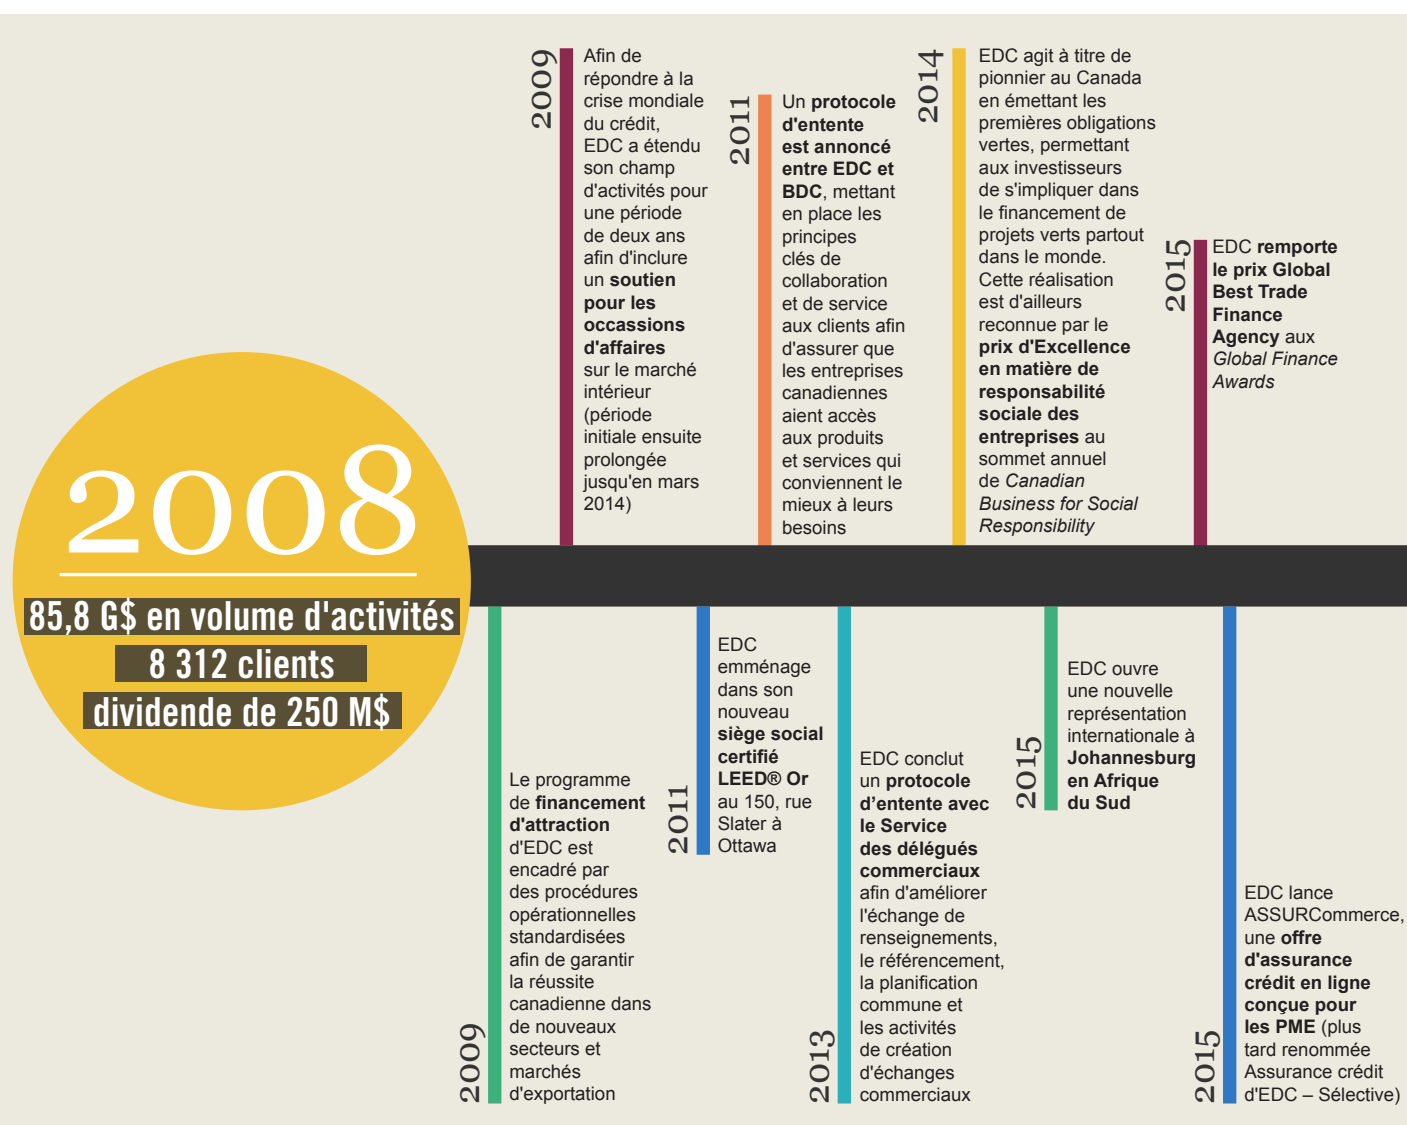 2008
85,8 G$ en volume d'activités
8 312 clients
dividende de 250 M$
2009
Afin de
répondre à la
crise mondiale
du crédit,
EDC a étendu
son champ
d'activités pour
une période
de deux ans
afin d'inclure
un soutien
pour les
occassions
d'affaires
sur le marché
intérieur
(période
initiale ensuite
prolongée
jusqu'en mars
2014)
2011
Un protocole
d'entente
est annoncé
entre EDC et
BDC, mettant
en place les
principes
clés de
collaboration
et de service
aux clients afin
d'assurer que
les entreprises
canadiennes
aient accès
aux produits
et services qui
conviennent le
mieux à leurs
besoins
2014
EDC agit à titre de
pionnier au Canada
en émettant les
premières obligations
vertes, permettant
aux investisseurs
de s'impliquer dans
le financement de
projets verts partout
dans le monde.
Cette réalisation
est d'ailleurs
reconnue par le
prix d'Excellence
en matière de
responsabilité
sociale des
entreprises au
sommet annuel
de Canadian
Business for Social
Responsibility
2015
EDC remporte
le prix Global
Best Trade
Finance
Agency aux
Global Finance
Awards
2009
Le programme
de financement
d'attraction
d'EDC est
encadré par
des procédures
opérationnelles
standardisées
afin de garantir
la réussite
canadienne dans
de nouveaux
secteurs et
marchés
d'exportation
2011
EDC
emménage
dans son
nouveau
siège social
certifié
LEED® Or
au 150, rue
Slater à
Ottawa
2013
EDC conclut
un protocole
d’entente avec
le Service
des délégués
commerciaux
afin d'améliorer
l'échange de
renseignements,
le référencement,
la planification
commune et
les activités
de création
d'échanges
commerciaux
2015
EDC ouvre
une nouvelle
représentation
internationale à
Johannesburg
en Afrique
du Sud
2015
EDC lance
ASSURCommerce,
une offre
d'assurance
crédit en ligne
conçue pour
les PME (plus
tard renommée
Assurance crédit
d'EDC – Sélective)